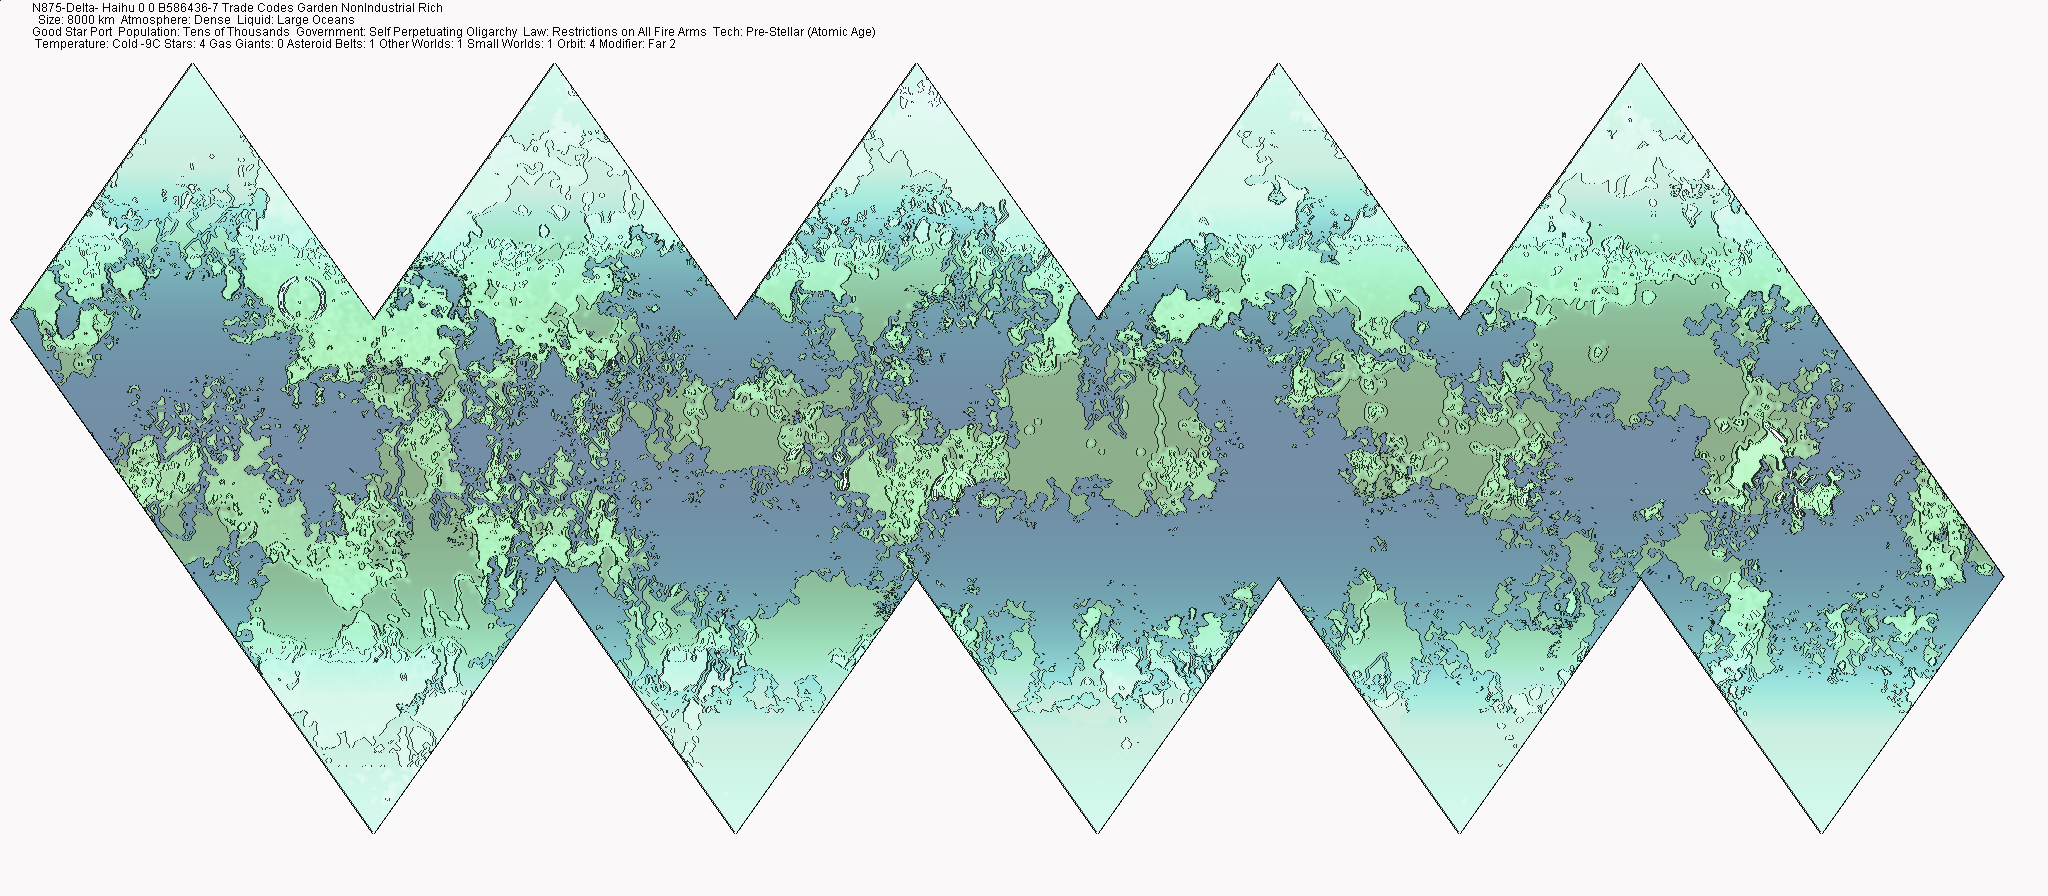 N875-Delta- Haihu 0 0 B586436-7 Trade Codes Garden NonIndustrial Rich
Size: 8000 km Atmosphere: Dense Liquid: Large Oceans
Good Star Port Population: Tens of Thousands Government: Self Perpetuating Oligarchy Law: Restrictions on All Fire Arms Tech: Pre-Stellar (Atomic Age)
Temperature: Cold -9C Stars: 4 Gas Giants: 0 Asteroid Belts: 1 Other Worlds: 1 Small Worlds: 1 Orbit: 4 Modifier: Far 2